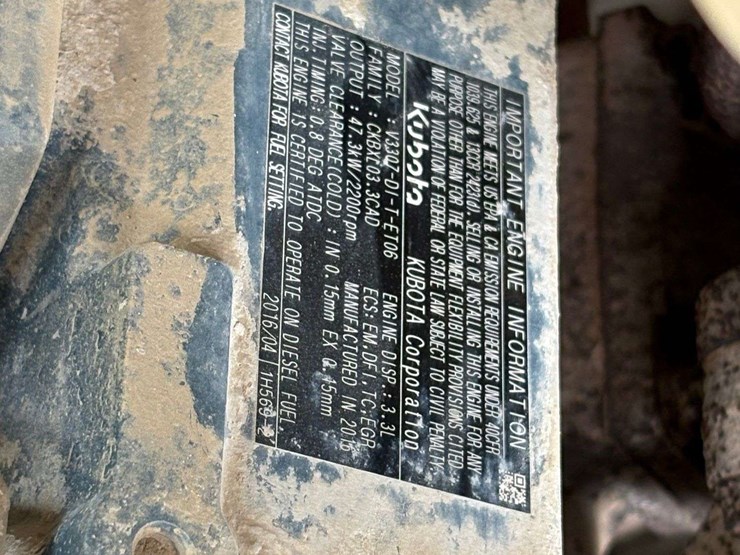 IMPORTANT ENGINE INFORMATION
THIS ENGINE MEETS US EPA & CA EMISSION REQUIREMENTS UNDER 40CFR
1039.625 & 13CCR 2423(d). SELLING OR INSTALLING THIS ENGINE FOR ANY
PURPOSE OTHER THAN FOR THE EQUIPMENT FLEXIBILITY PROVISIONS CITED
MAY BE A VIOLATION OF FEDERAL OR STATE LAW SUBJECT TO CIVIL PENALTY.
Kubota KUBOTA Corporation
MODEL : DI-T-ET06 ENGINE DISP : 3.3L
FAMILY : ECS: EM, DFI, TC, EGR
OUTPUT : 47.3kW/2200rpm MANUFACTURED IN 2016
VALVE CLEARANCE(COLD) : IN 0.15mm EX 0.15mm
INJ.TIMING: 0.8 DEG ATDC
THIS ENGINE IS CERTIFIED TO OPERATE ON DIESEL FUEL.
CONTACT KUBOTA FOR FUEL SETTING. 2016/04